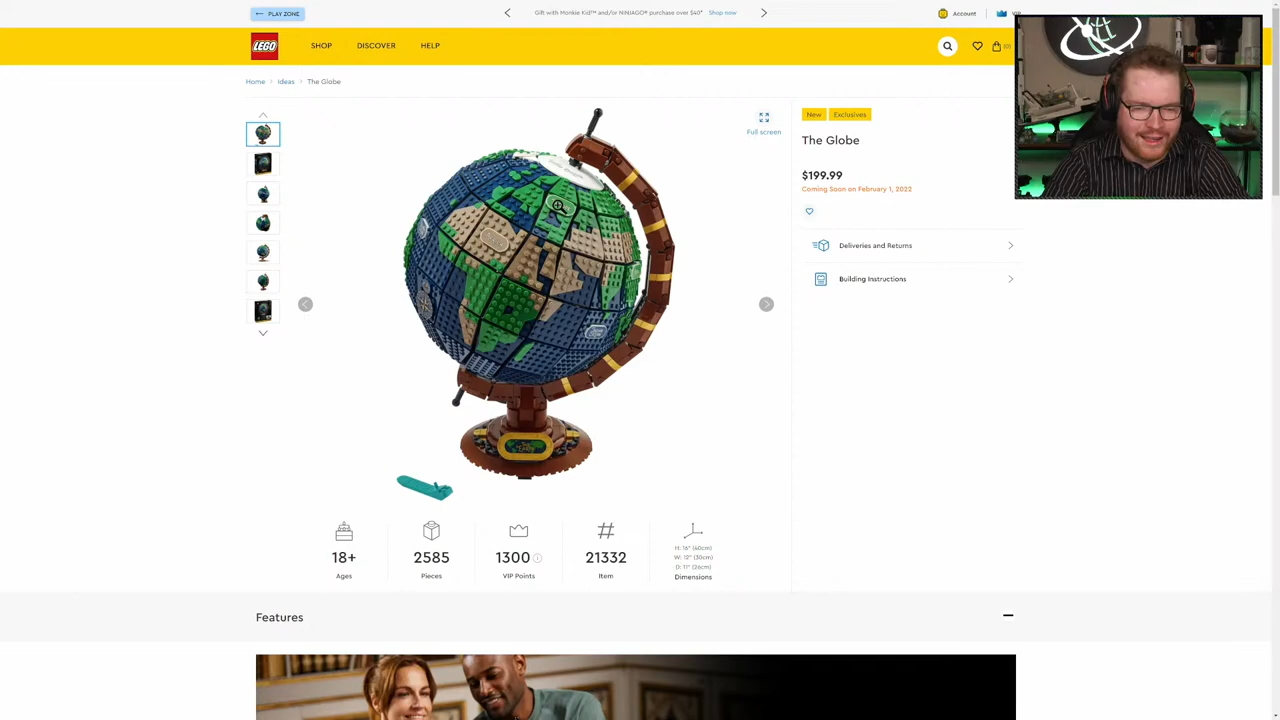 PLAY ZONE
Gift with Monkie Kid™ and/or NINJAGO® purchase over $40* Shop now
Account
LEGO
SHOP DISCOVER HELP
Home Ideas The Globe
Full screen
New Exclusives
The Globe
$199.99
Coming Soon on February 1, 2022
Deliveries and Returns
Building Instructions
18+ 2585 1300 21332
H: 16" (40cm)
W: 12" (30cm)
D: 11" (26cm)
Ages Pieces VIP Points Item Dimensions
Features